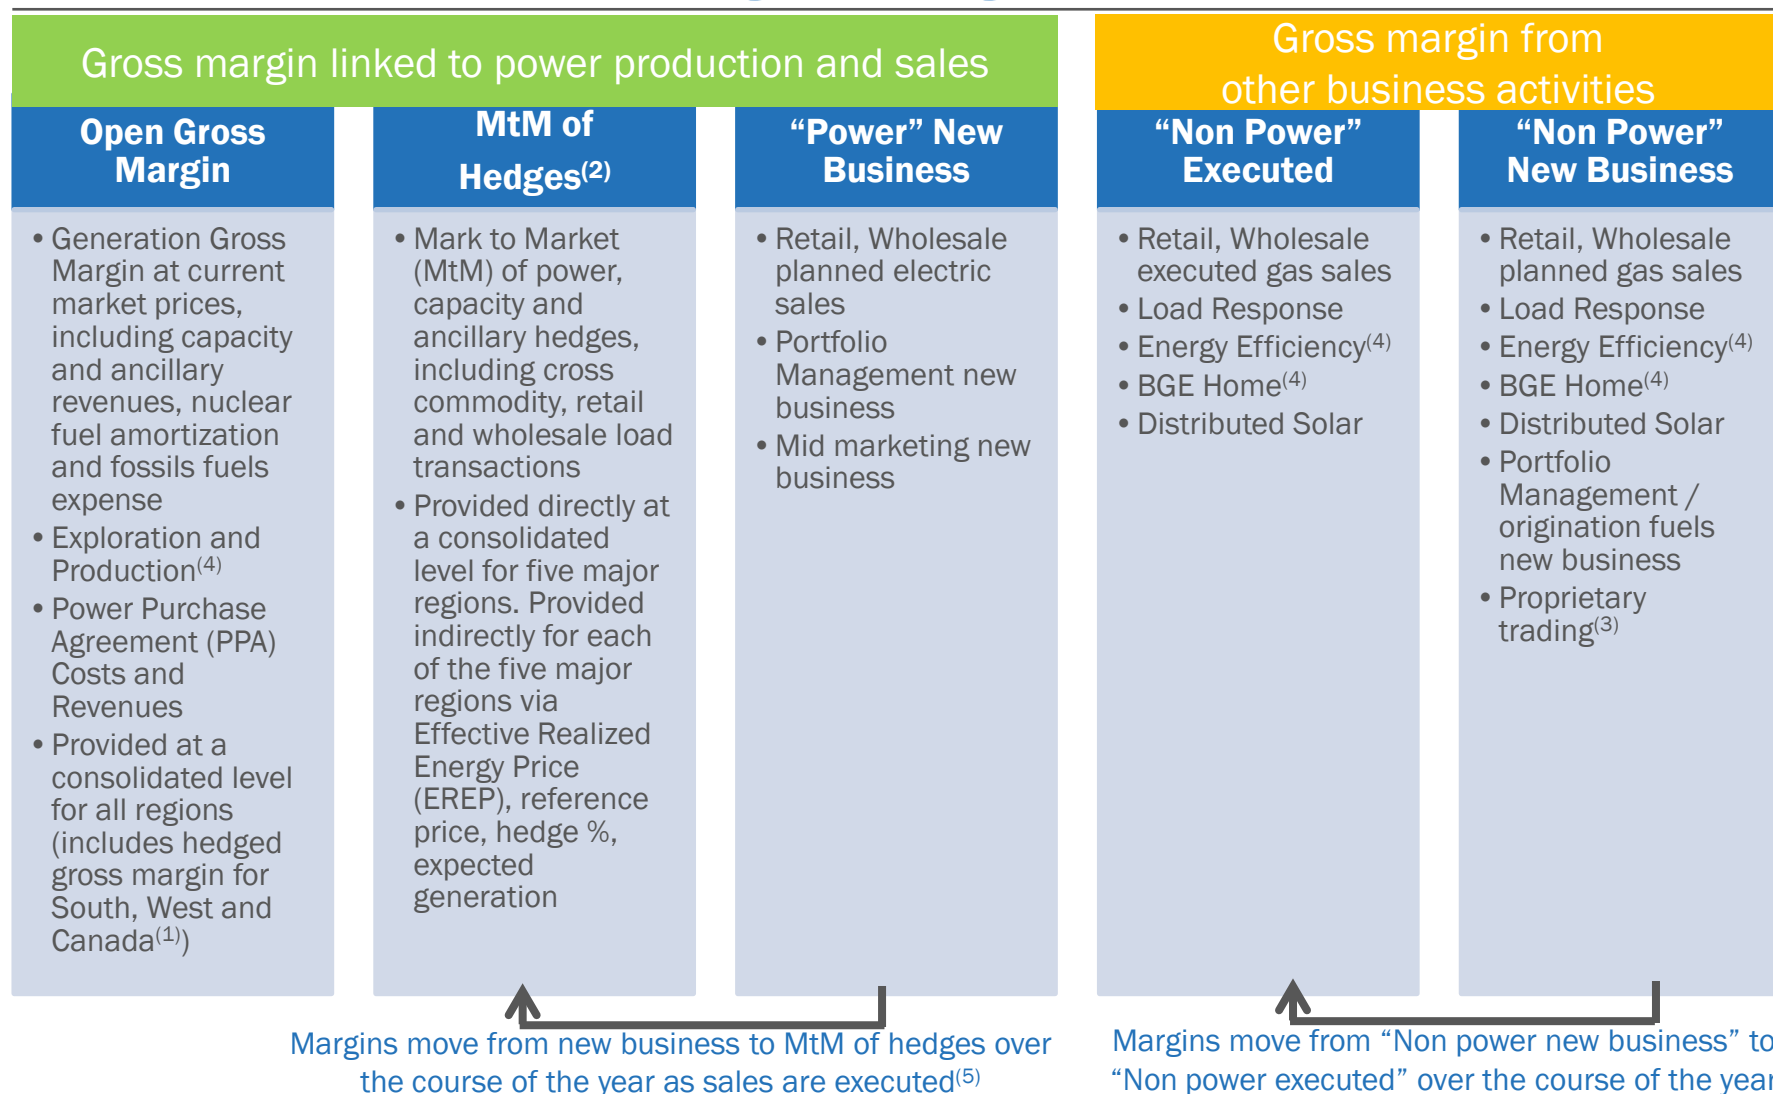 Gross margin linked to power production and sales
Gross margin from
other business activities
Open Gross
Margin
• Generation Gross
Margin at current
market prices,
including capacity
and ancillary
revenues, nuclear
fuel amortization
and fossils fuels
expense
• Exploration and
Production(4)
• Power Purchase
Agreement (PPA)
Costs and
Revenues
• Provided at a
consolidated level
for all regions
(includes hedged
gross margin for
South, West and
Canada(1))
MtM of
Hedges(2)
• Mark to Market
(MtM) of power,
capacity and
ancillary hedges,
including cross
commodity, retail
and wholesale load
transactions
• Provided directly at
a consolidated
level for five major
regions. Provided
indirectly for each
of the five major
regions via
Effective Realized
Energy Price
(EREP), reference
price, hedge %,
expected
generation
“Power” New
Business
• Retail, Wholesale
planned electric
sales
• Portfolio
Management new
business
• Mid marketing new
business
“Non Power”
Executed
• Retail, Wholesale
executed gas sales
• Load Response
• Energy Efficiency(4)
• BGE Home(4)
• Distributed Solar
“Non Power”
New Business
• Retail, Wholesale
planned gas sales
• Load Response
• Energy Efficiency(4)
• BGE Home(4)
• Distributed Solar
• Portfolio
Management /
origination fuels
new business
• Proprietary
trading(3)
Margins move from new business to MtM of hedges over
the course of the year as sales are executed(5)
Margins move from “Non power new business” to
“Non power executed” over the course of the year